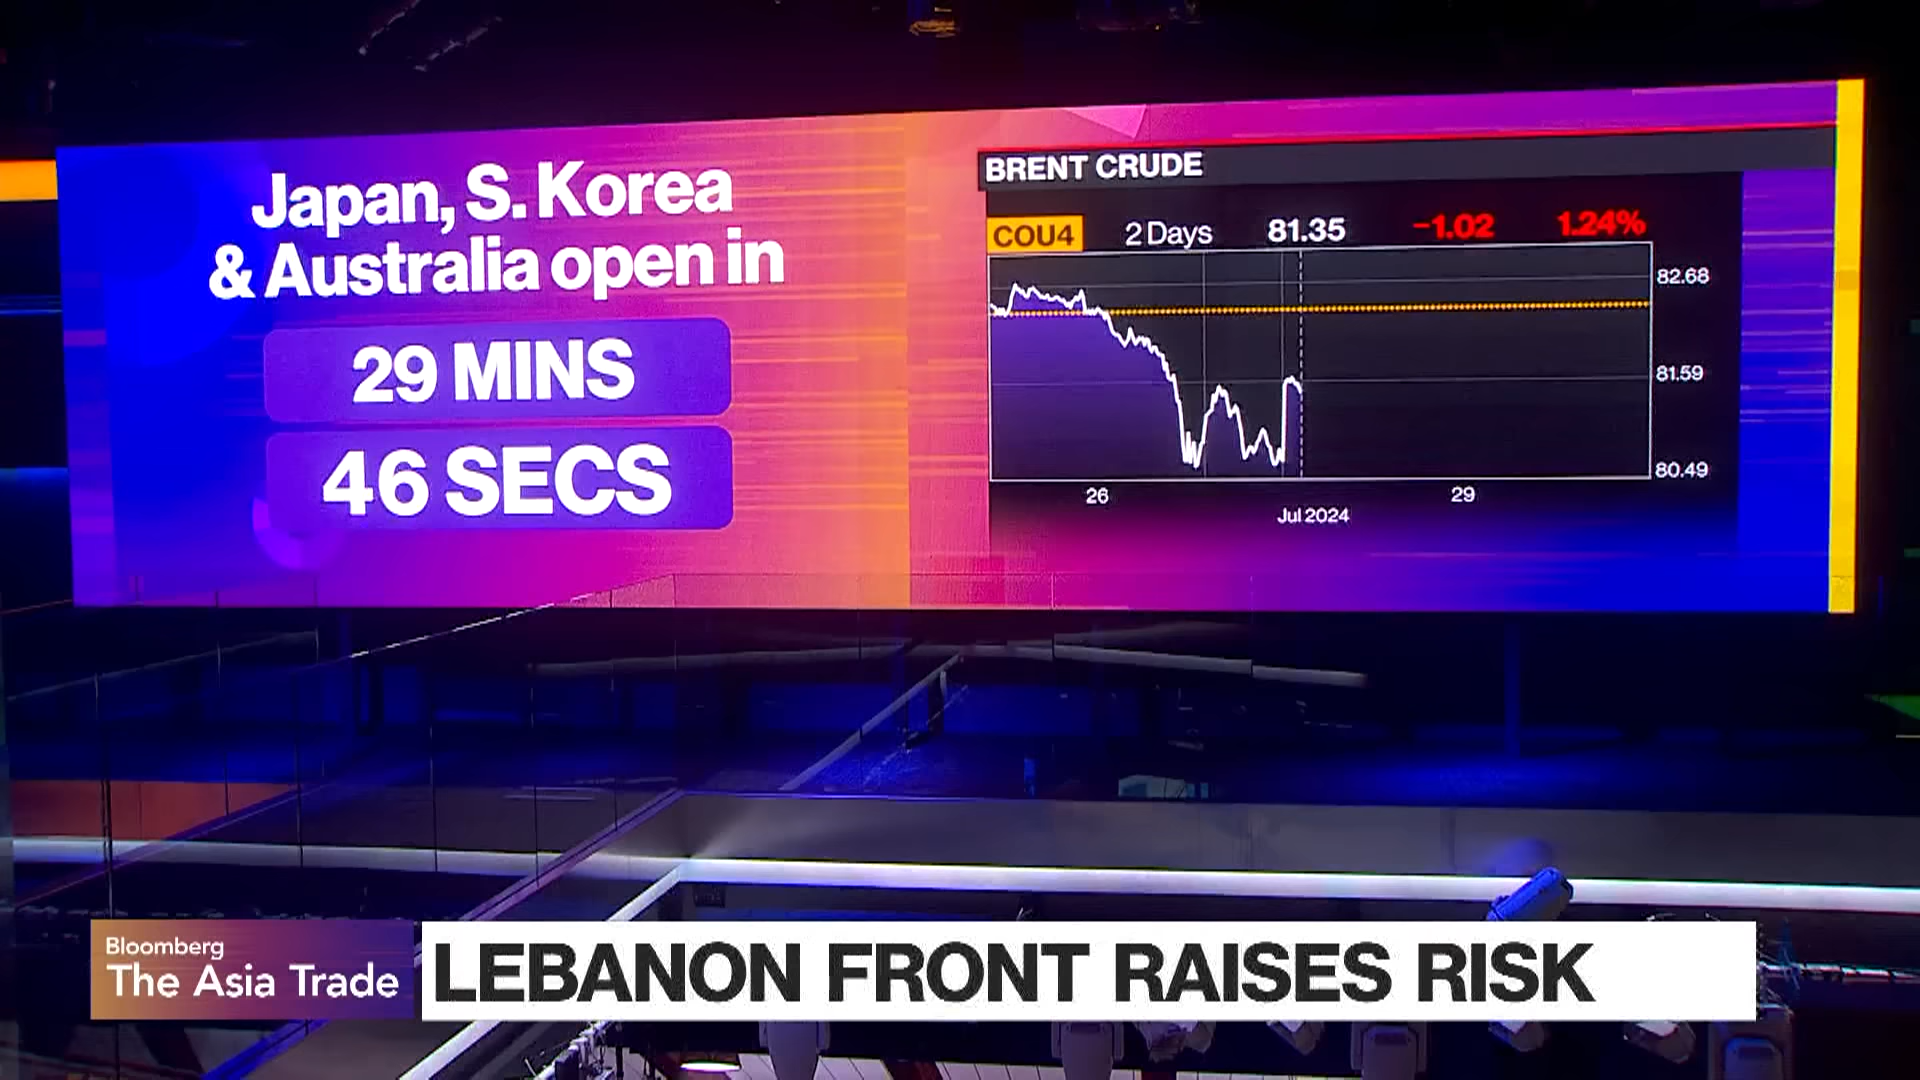 Japan, S. Korea
& Australia open in
29 MINS
46 SECS
BRENT CRUDE
COU4 2 Days 81.35 -1.02 1.24%
82.68
81.59
80.49
26 29
Jul 2024
Bloomberg
The Asia Trade
LEBANON FRONT RAISES RISK